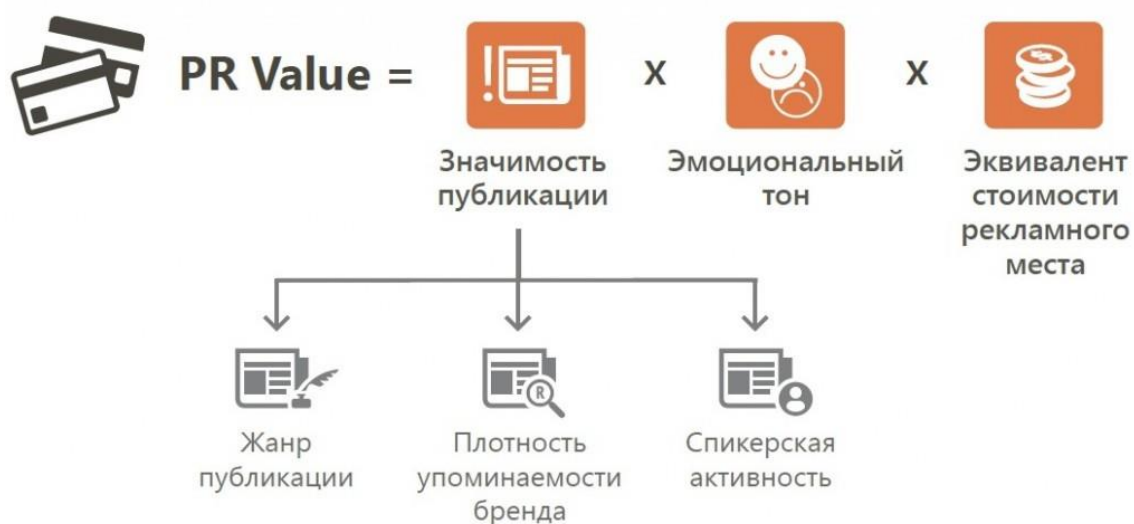 PR Value = X X
Значимость публикации
Эмоциональный тон
Эквивалент стоимости рекламного места
Жанр публикации
Плотность упоминаемости бренда
Спикерская активность